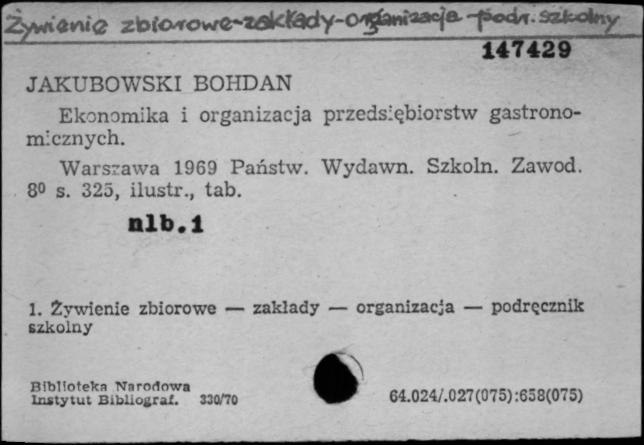 Żywienie zbiorowe-zakłady-organizacja-podr. szkolny
147429
JAKUBOWSKI BOHDAN
Ekonomika i organizacja przedsiębiorstw gastrono-
micznych.
Warszawa 1969 Państw. Wydawn. Szkoln. Zawod.
8⁰ s. 325, ilustr., tab.
nlb.1
1. Żywienie zbiorowe — zakłady — organizacja — podręcznik
szkolny
Biblioteka Narodowa
Instytut Bibliograf. 330/70
64.024/.027(075):658(075)